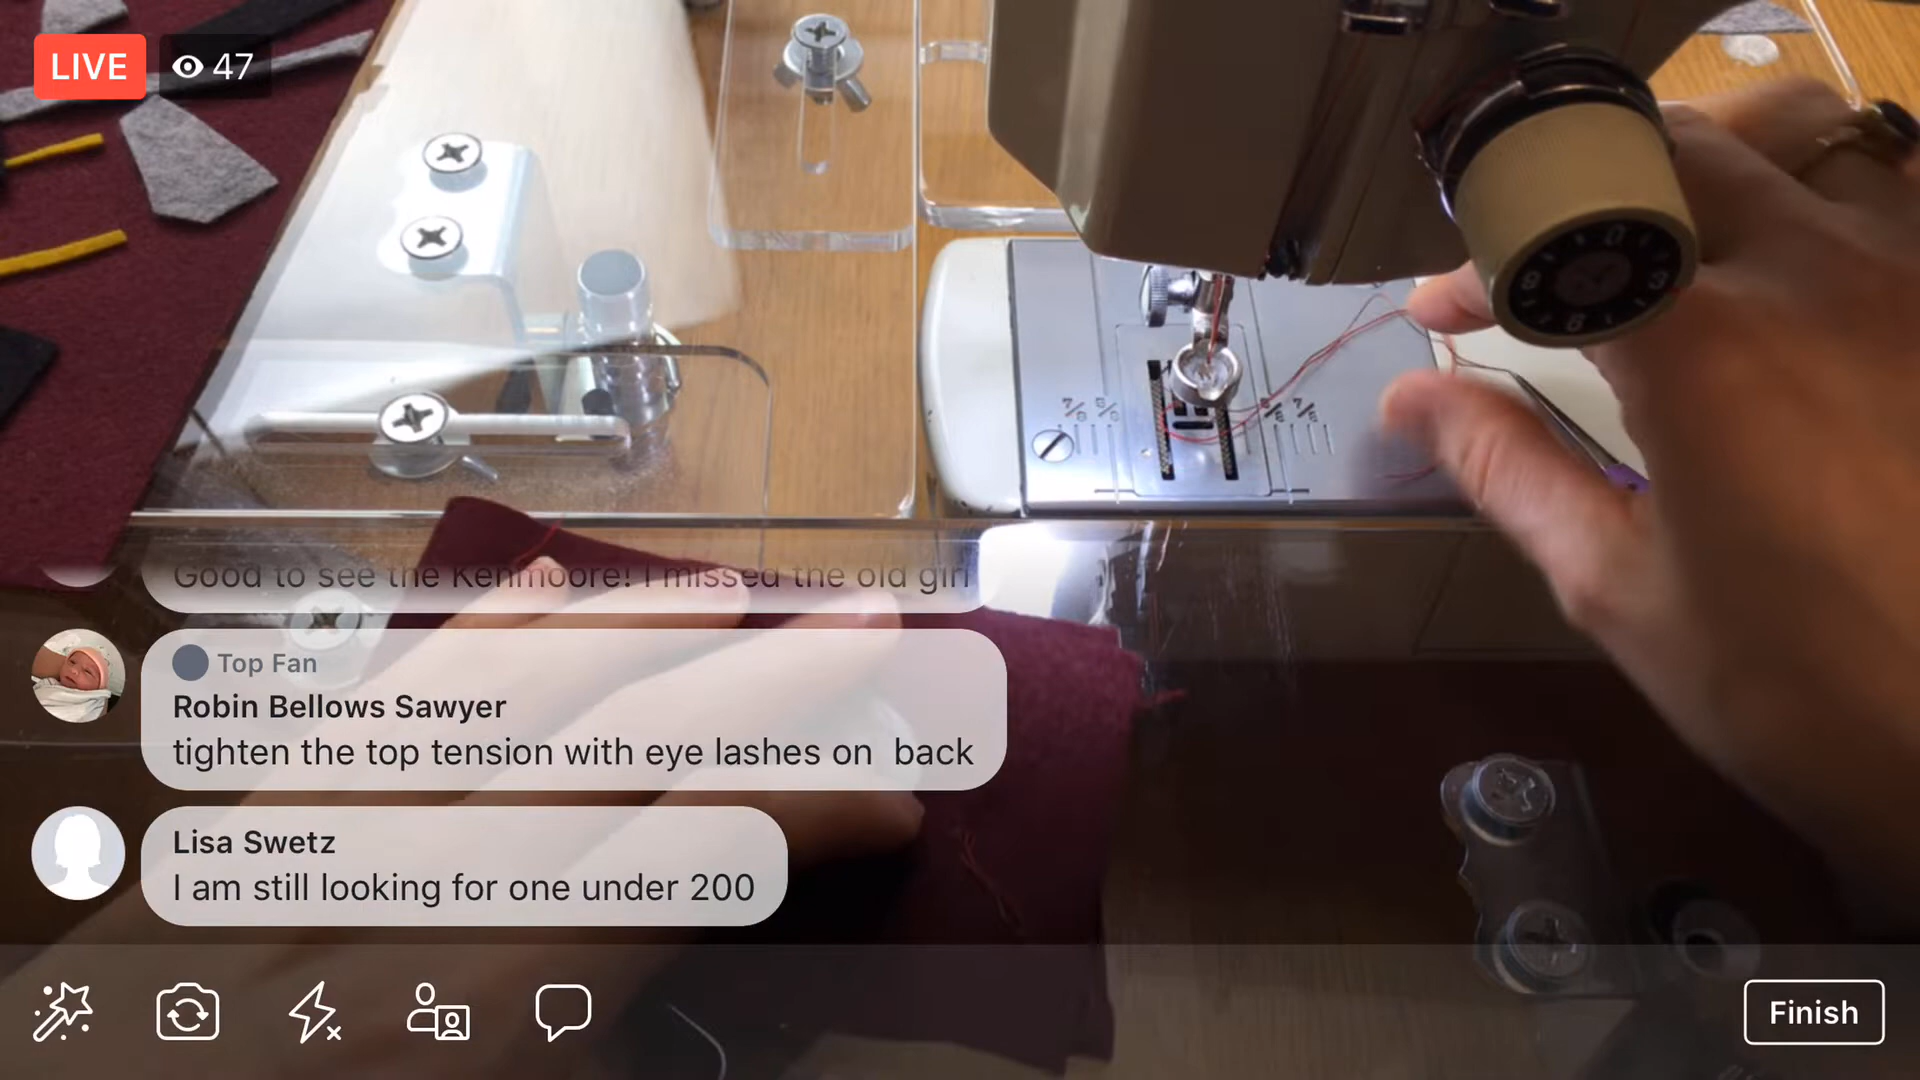 LIVE 47
Good to see the Kenmoore! I missed the old girl
Top Fan
Robin Bellows Sawyer
tighten the top tension with eye lashes on  back
Lisa Swetz
I am still looking for one under 200
Finish